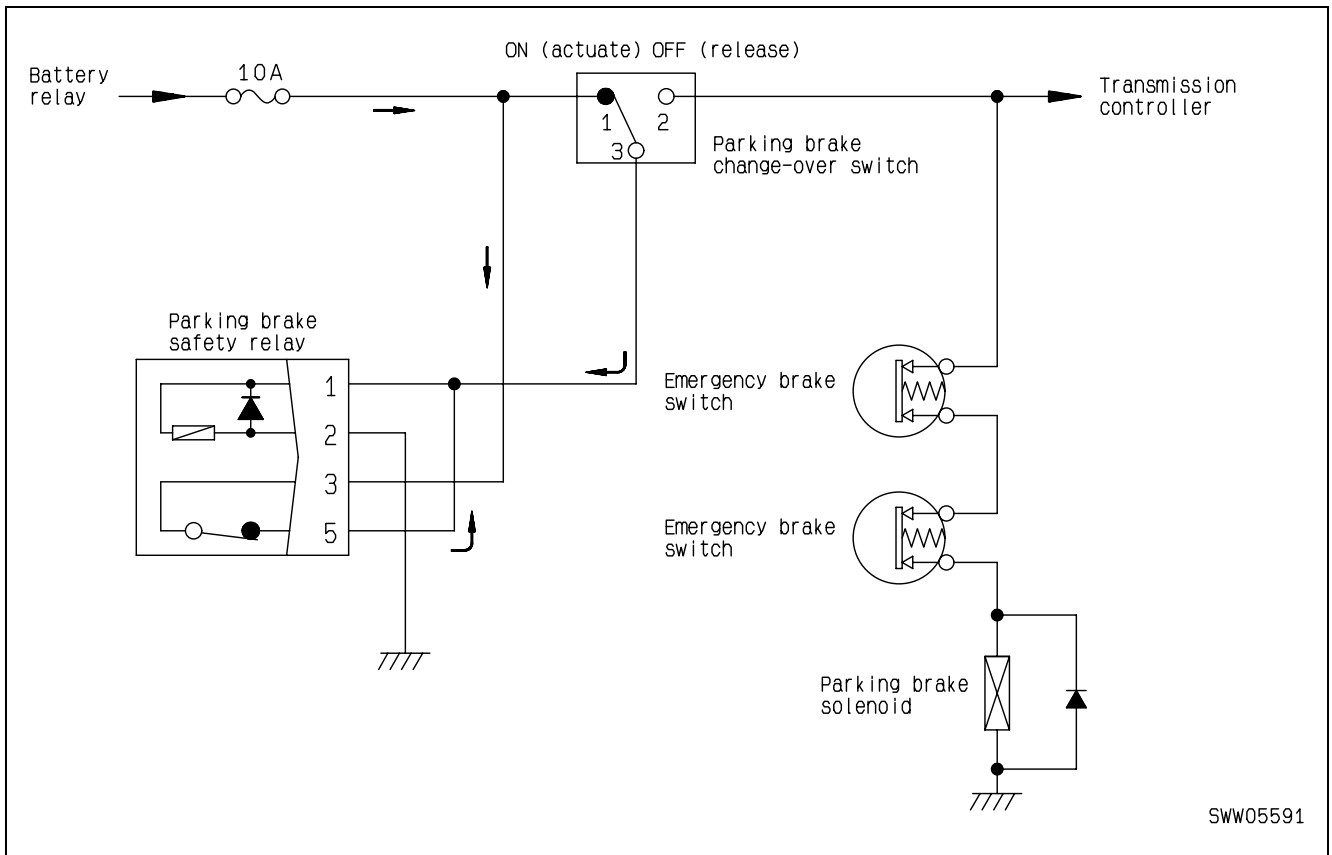 ON (actuate) OFF (release)
Battery
relay
10A
1
2
3
Transmission
controller
Parking brake
change-over switch
Parking brake
safety relay
1
2
3
5
Emergency brake
switch
Emergency brake
switch
Parking brake
solenoid
SWW05591